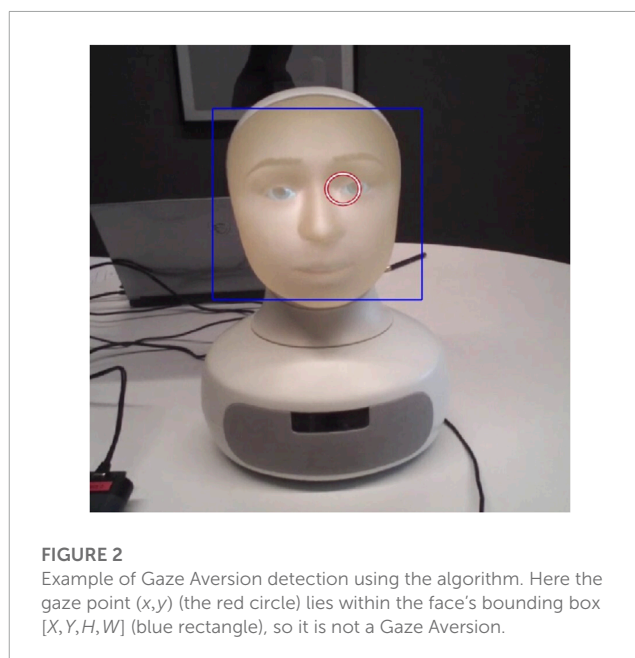 FIGURE 2
Example of Gaze Aversion detection using the algorithm. Here the
gaze point (x,y) (the red circle) lies within the face's bounding box
[X,Y,H,W] (blue rectangle), so it is not a Gaze Aversion.